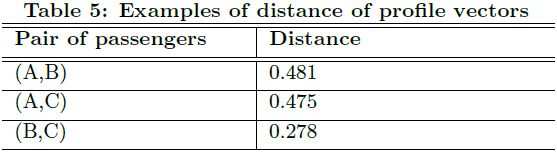 Table 5: Examples of distance of profile vectors
Pair of passengers Distance
(A,B) 0.481
(A,C) 0.475
(B,C) 0.278